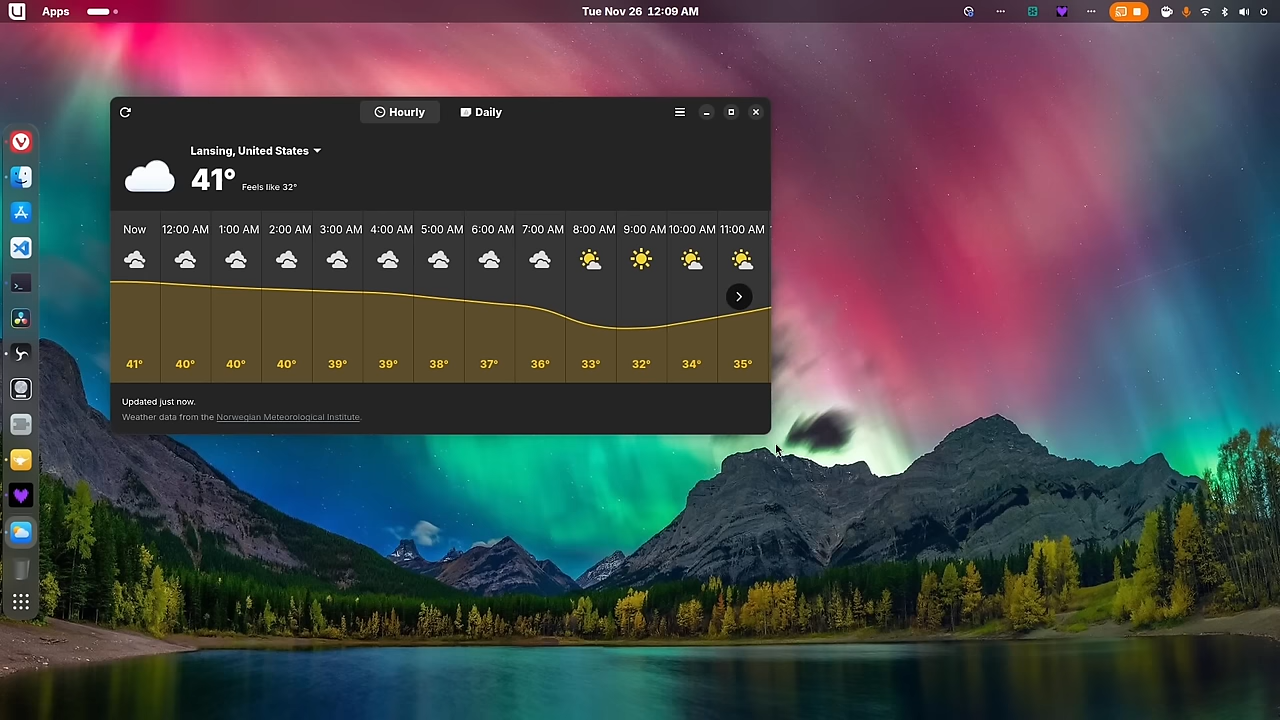 Apps
Tue Nov 26 12:09 AM
Hourly
Daily
Lansing, United States
41° Feels like 32°
Now 12:00 AM 1:00 AM 2:00 AM 3:00 AM 4:00 AM 5:00 AM 6:00 AM 7:00 AM 8:00 AM 9:00 AM 10:00 AM 11:00 AM
41° 40° 40° 40° 39° 39° 38° 37° 36° 33° 32° 34° 35°
Updated just now.
Weather data from the Norwegian Meteorological Institute.